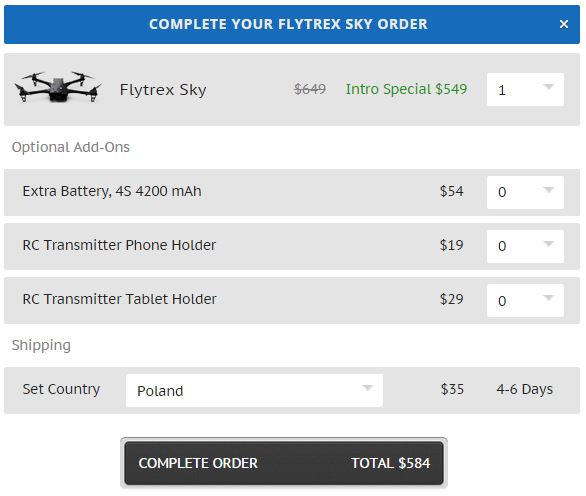 COMPLETE YOUR FLYTREX SKY ORDER ×
Flytrex Sky $649 Intro Special $549 1
Optional Add-Ons
Extra Battery, 4S 4200 mAh $54 0
RC Transmitter Phone Holder $19 0
RC Transmitter Tablet Holder $29 0
Shipping
Set Country Poland $35 4-6 Days
COMPLETE ORDER TOTAL $584